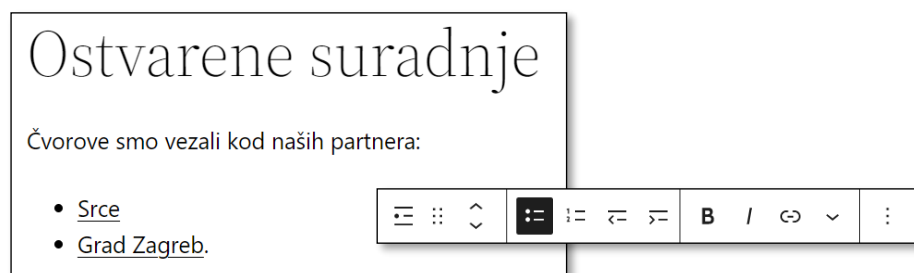 Ostvarene suradnje
Čvorove smo vezali kod naših partnera:
Srce
Grad Zagreb.
B I